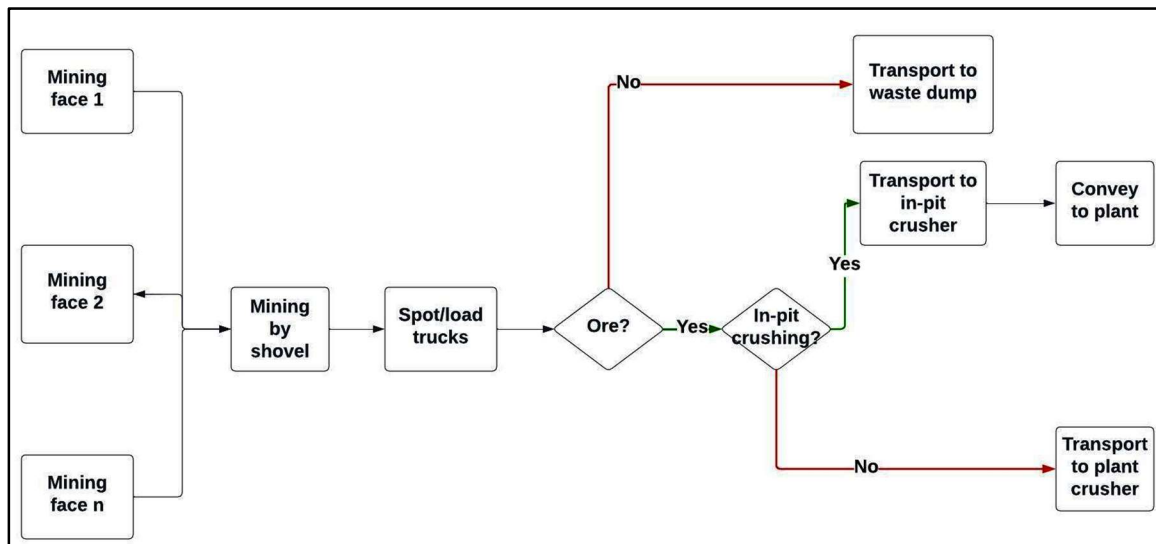 Mining
face 1
Mining
face 2
Mining
face n
Mining
by
shovel
Spot/load
trucks
Ore?
No
Transport to
waste dump
Yes
In-pit
crushing?
Yes
Transport to
in-pit
crusher
Convey
to plant
No
Transport
to plant
crusher